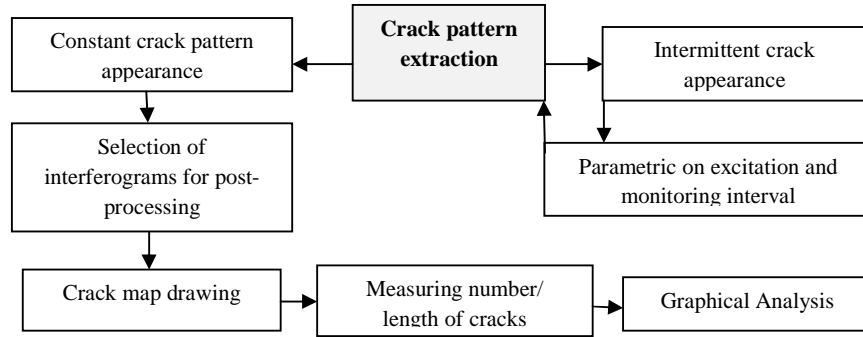 Constant crack pattern
appearance
Crack pattern
extraction
Intermittent crack
appearance
Selection of
interferograms for post-
processing
Parametric on excitation and
monitoring interval
Crack map drawing
Measuring number/
length of cracks
Graphical Analysis